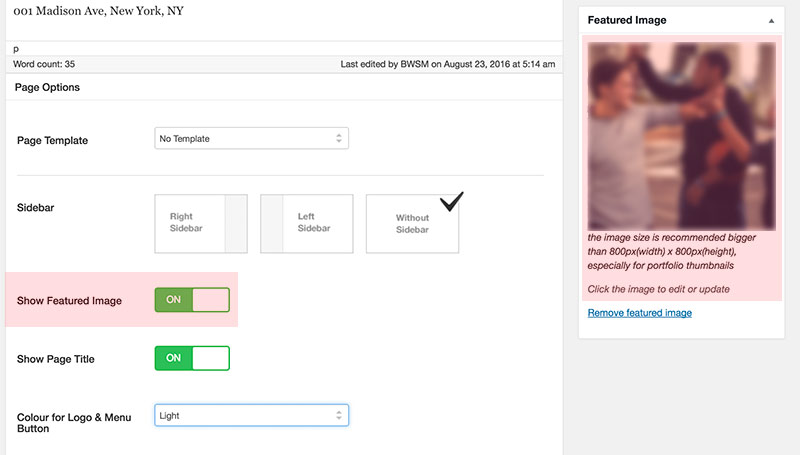 001 Madison Ave, New York, NY
p
Word count: 35
Last edited by BWSM on August 23, 2016 at 5:14 am
Page Options
Page Template
No Template
Sidebar
Right
Sidebar
Left
Sidebar
Without
Sidebar
Show Featured Image
ON
Show Page Title
ON
Colour for Logo & Menu
Button
Light
Featured Image
the image size is recommended bigger
than 800px(width) x 800px(height),
especially for portfolio thumbnails
Click the image to edit or update
Remove featured image